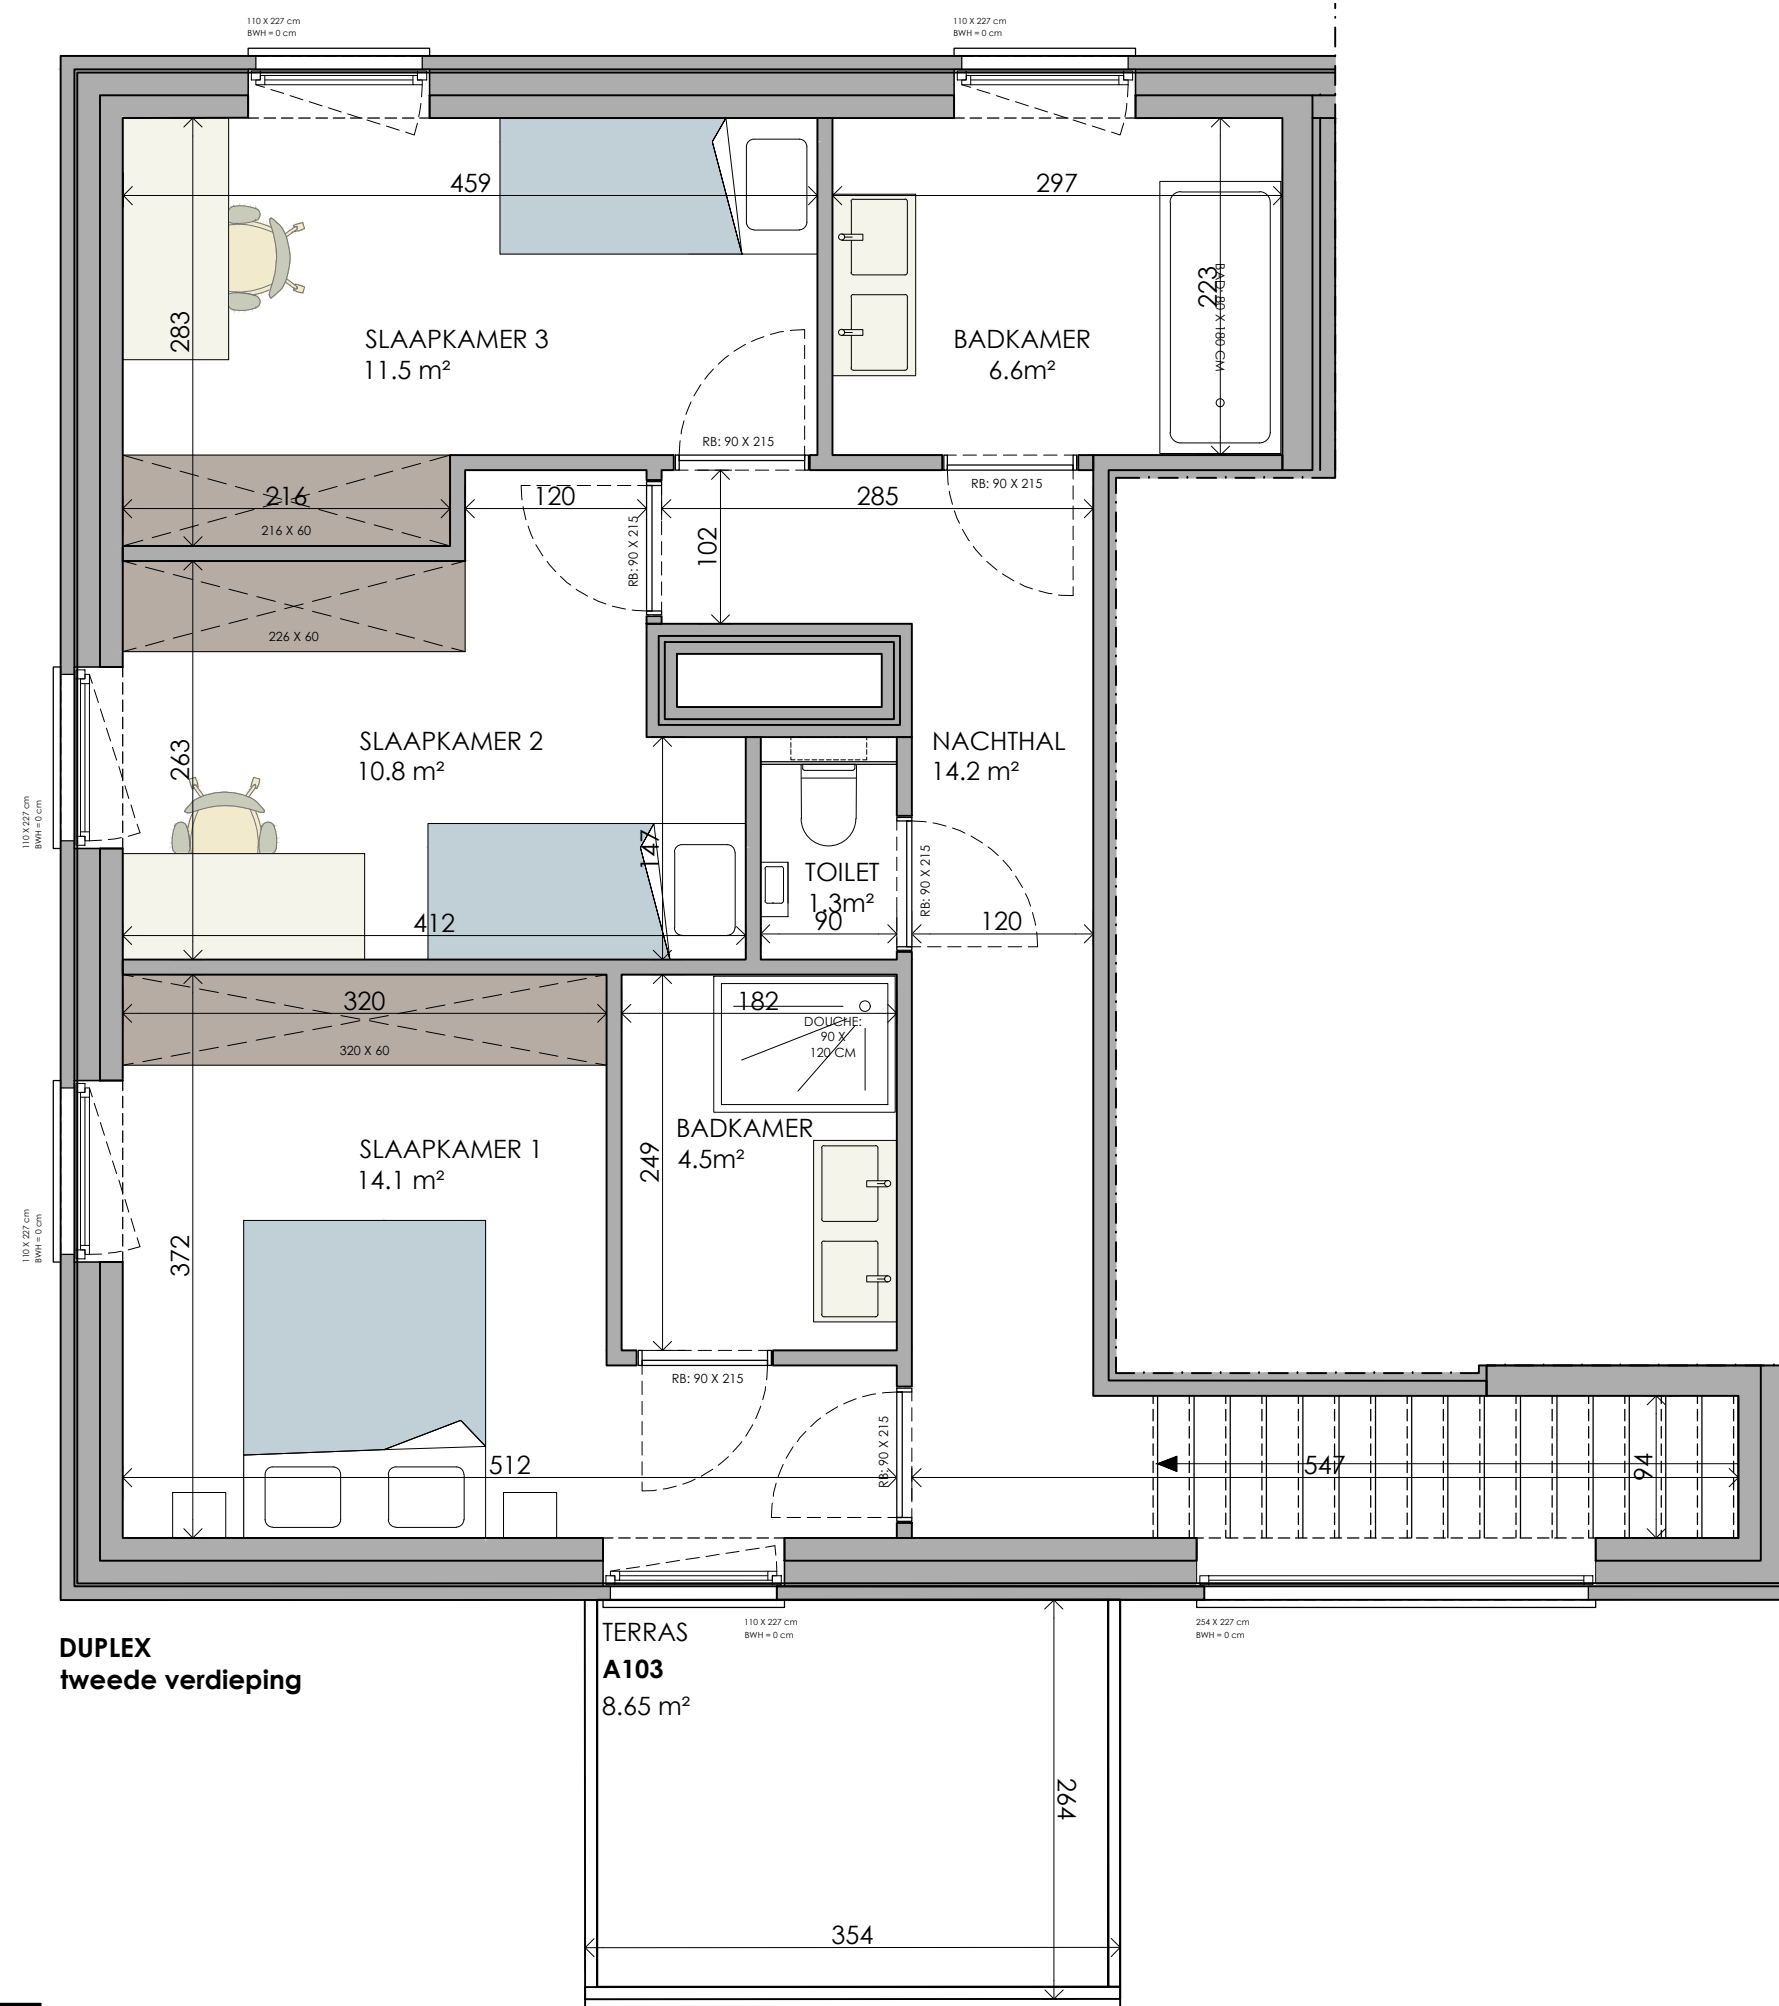 110 X 227 cm
BWH = 0 cm
110 X 227 cm
BWH = 0 cm
459
297
283
223
BAD: 80 X 180 CM
SLAAPKAMER 3
11.5 m²
BADKAMER
6.6m²
RB: 90 X 215
RB: 90 X 215
216
216 X 60
120
RB: 90 X 215
285
102
226 X 60
SLAAPKAMER 2
10.8 m²
263
110 X 227 cm
BWH = 0 cm
NACHTHAL
14.2 m²
147
TOILET
1.3m²
90
RB: 90 X 215
412
120
320
320 X 60
182
DOUCHE:
90 X
120 CM
BADKAMER
4.5m²
249
SLAAPKAMER 1
14.1 m²
110 X 227 cm
BWH = 0 cm
372
RB: 90 X 215
RB: 90 X 215
512
547
94
110 X 227 cm
BWH = 0 cm
254 X 227 cm
BWH = 0 cm
DUPLEX
tweede verdieping
TERRAS
A103
8.65 m²
264
354